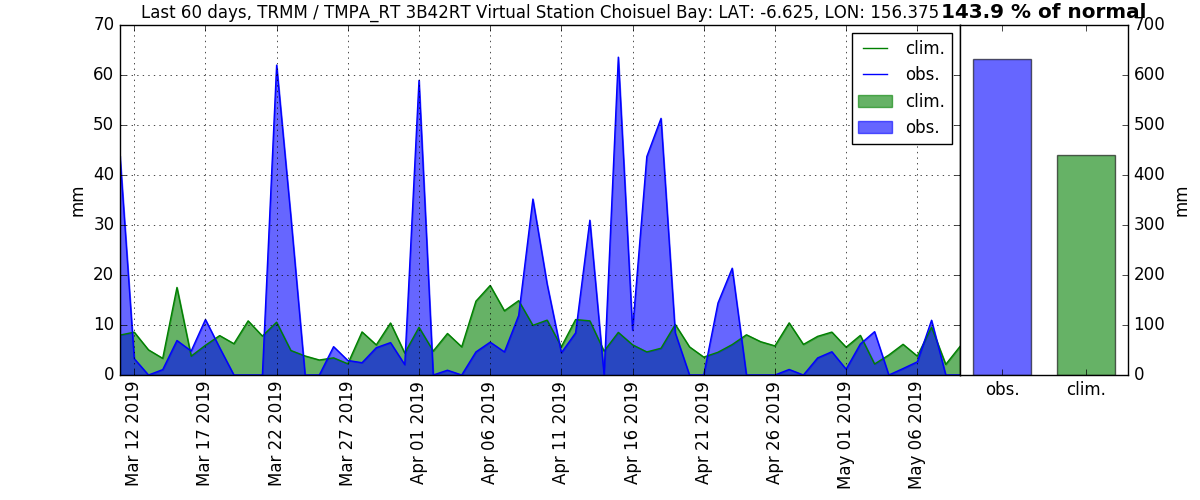 Last 60 days, TRMM / TMPA_RT 3B42RT Virtual Station Choisuel Bay: LAT: -6.625, LON: 156.375
143.9 % of normal
70
60
50
40
30
20
10
0
mm
clim.
obs.
clim.
obs.
Mar 12 2019
Mar 17 2019
Mar 22 2019
Mar 27 2019
Apr 01 2019
Apr 06 2019
Apr 11 2019
Apr 16 2019
Apr 21 2019
Apr 26 2019
May 01 2019
May 06 2019
700
600
500
400
300
200
100
0
mm
obs.
clim.